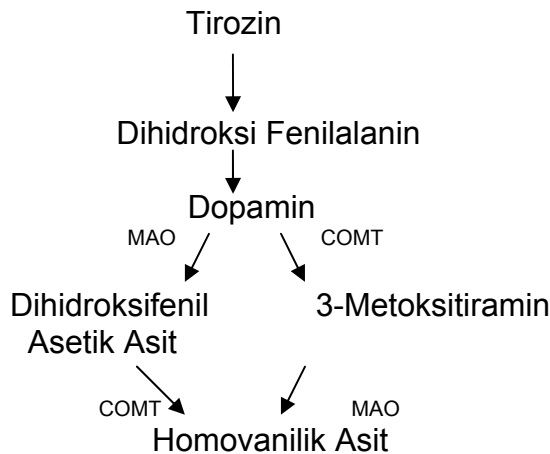 Tirozin
Dihidroksi Fenilalanin
Dopamin
MAO
COMT
Dihidroksifenil
Asetik Asit
3-Metoksitiramin
COMT
MAO
Homovanilik Asit